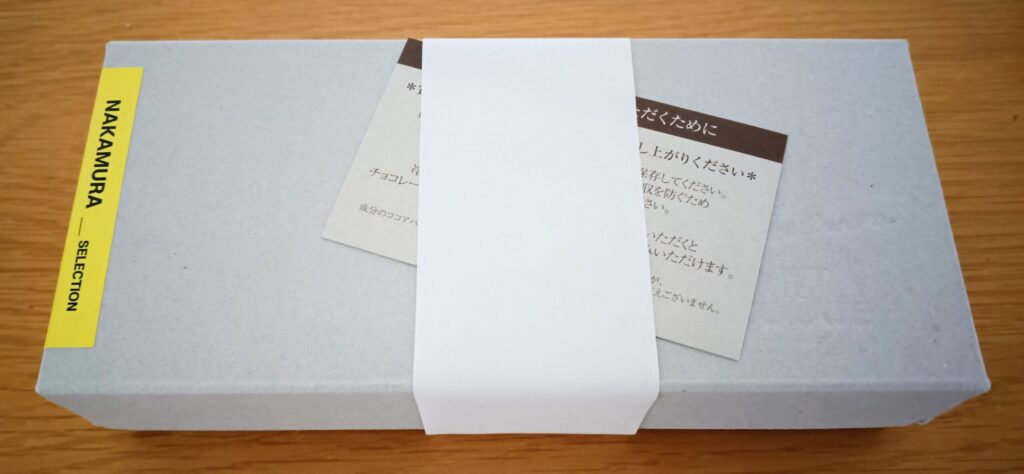 NAKAMURA — SELECTION
ただくために
し上がりください*
保存してください。
収を防ぐため
さい。
いただくと
いただけます。
が、
えございません。
チョコレー
成分のココアバ